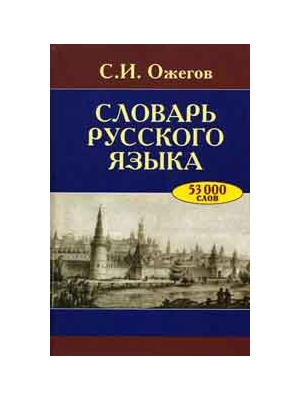 С.И. Ожегов
СЛОВАРЬ
РУССКОГО
ЯЗЫКА
53 000
СЛОВ